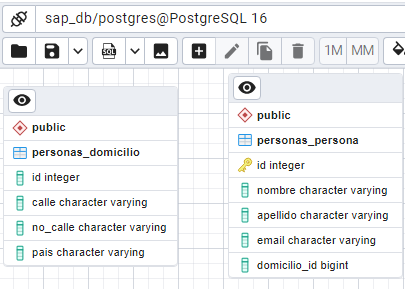 sap_db/postgres@PostgreSQL 16
SQL
1M
MM
public
personas_domicilio
id integer
calle character varying
no_calle character varying
pais character varying
public
personas_persona
id integer
nombre character varying
apellido character varying
email character varying
domicilio_id bigint